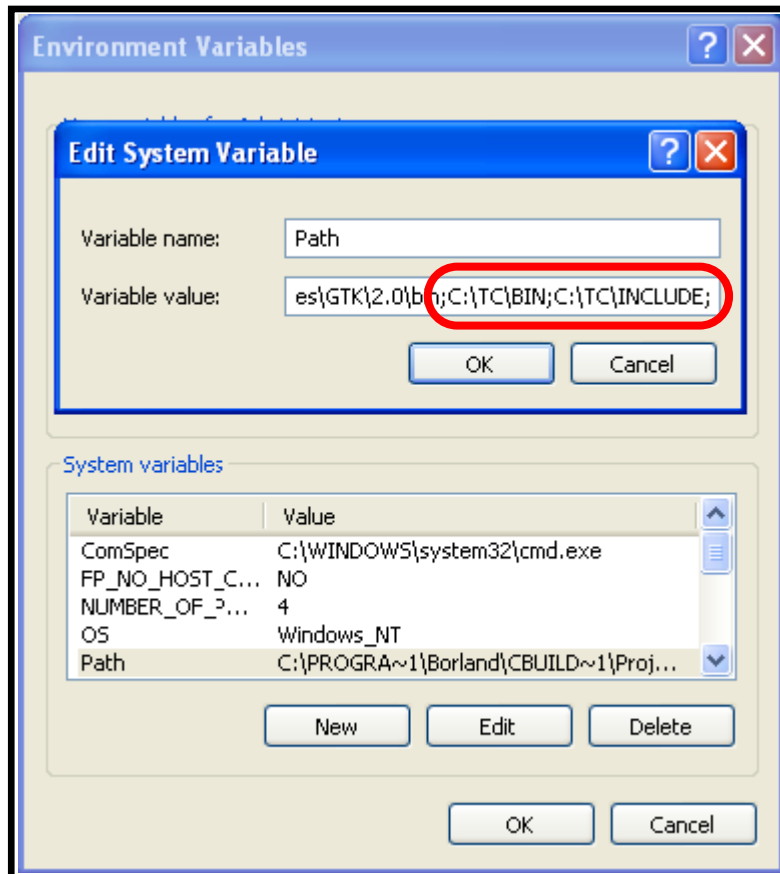 Environment Variables
Edit System Variable
Variable name:
Path
Variable value:
es\GTK\2.0\bin;C:\TC\BIN;C:\TC\INCLUDE;
OK
Cancel
System variables
Variable Value
ComSpec C:\WINDOWS\system32\cmd.exe
FP_NO_HOST_C... NO
NUMBER_OF_P... 4
OS Windows_NT
Path C:\PROGRA~1\Borland\CBUILD~1\Proj...
New Edit Delete
OK Cancel